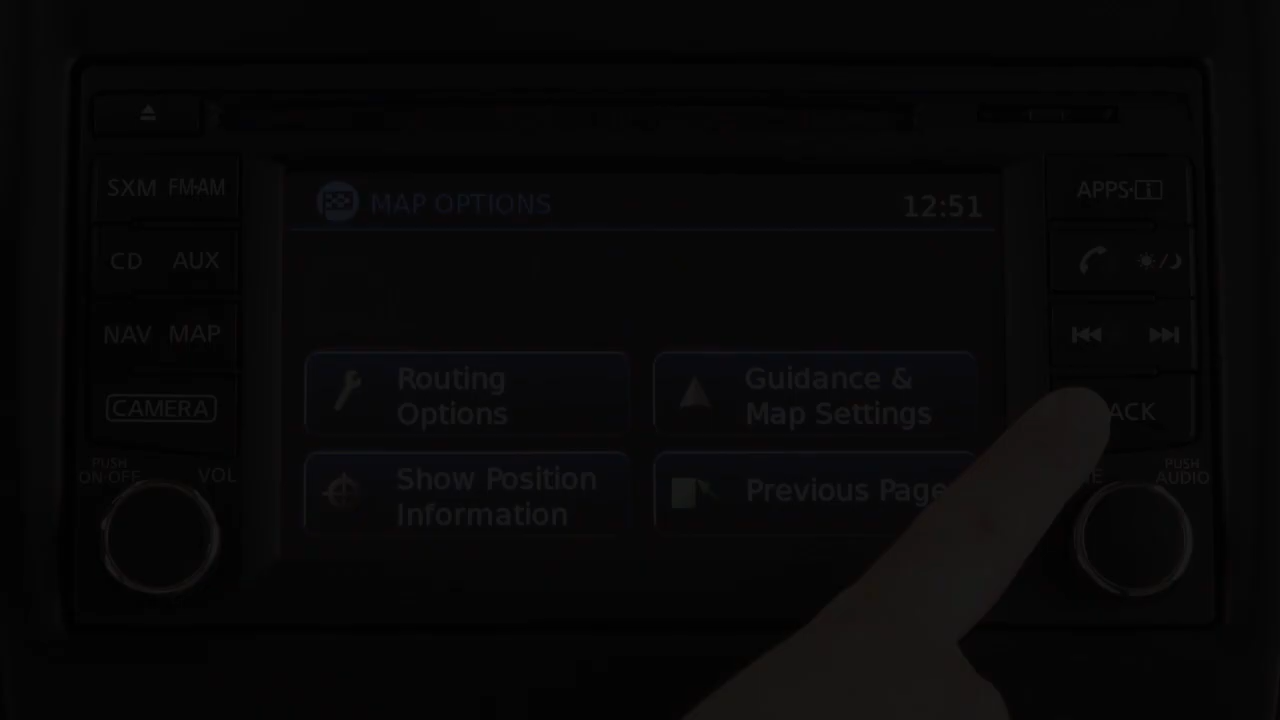 SXM FM·AM
CD AUX
NAV MAP
CAMERA
PUSH
ON·OFF
VOL
MAP OPTIONS
12:51
Routing
Options
Guidance &
Map Settings
Show Position
Information
Previous Page
APPS·i
ACK
PUSH
AUDIO